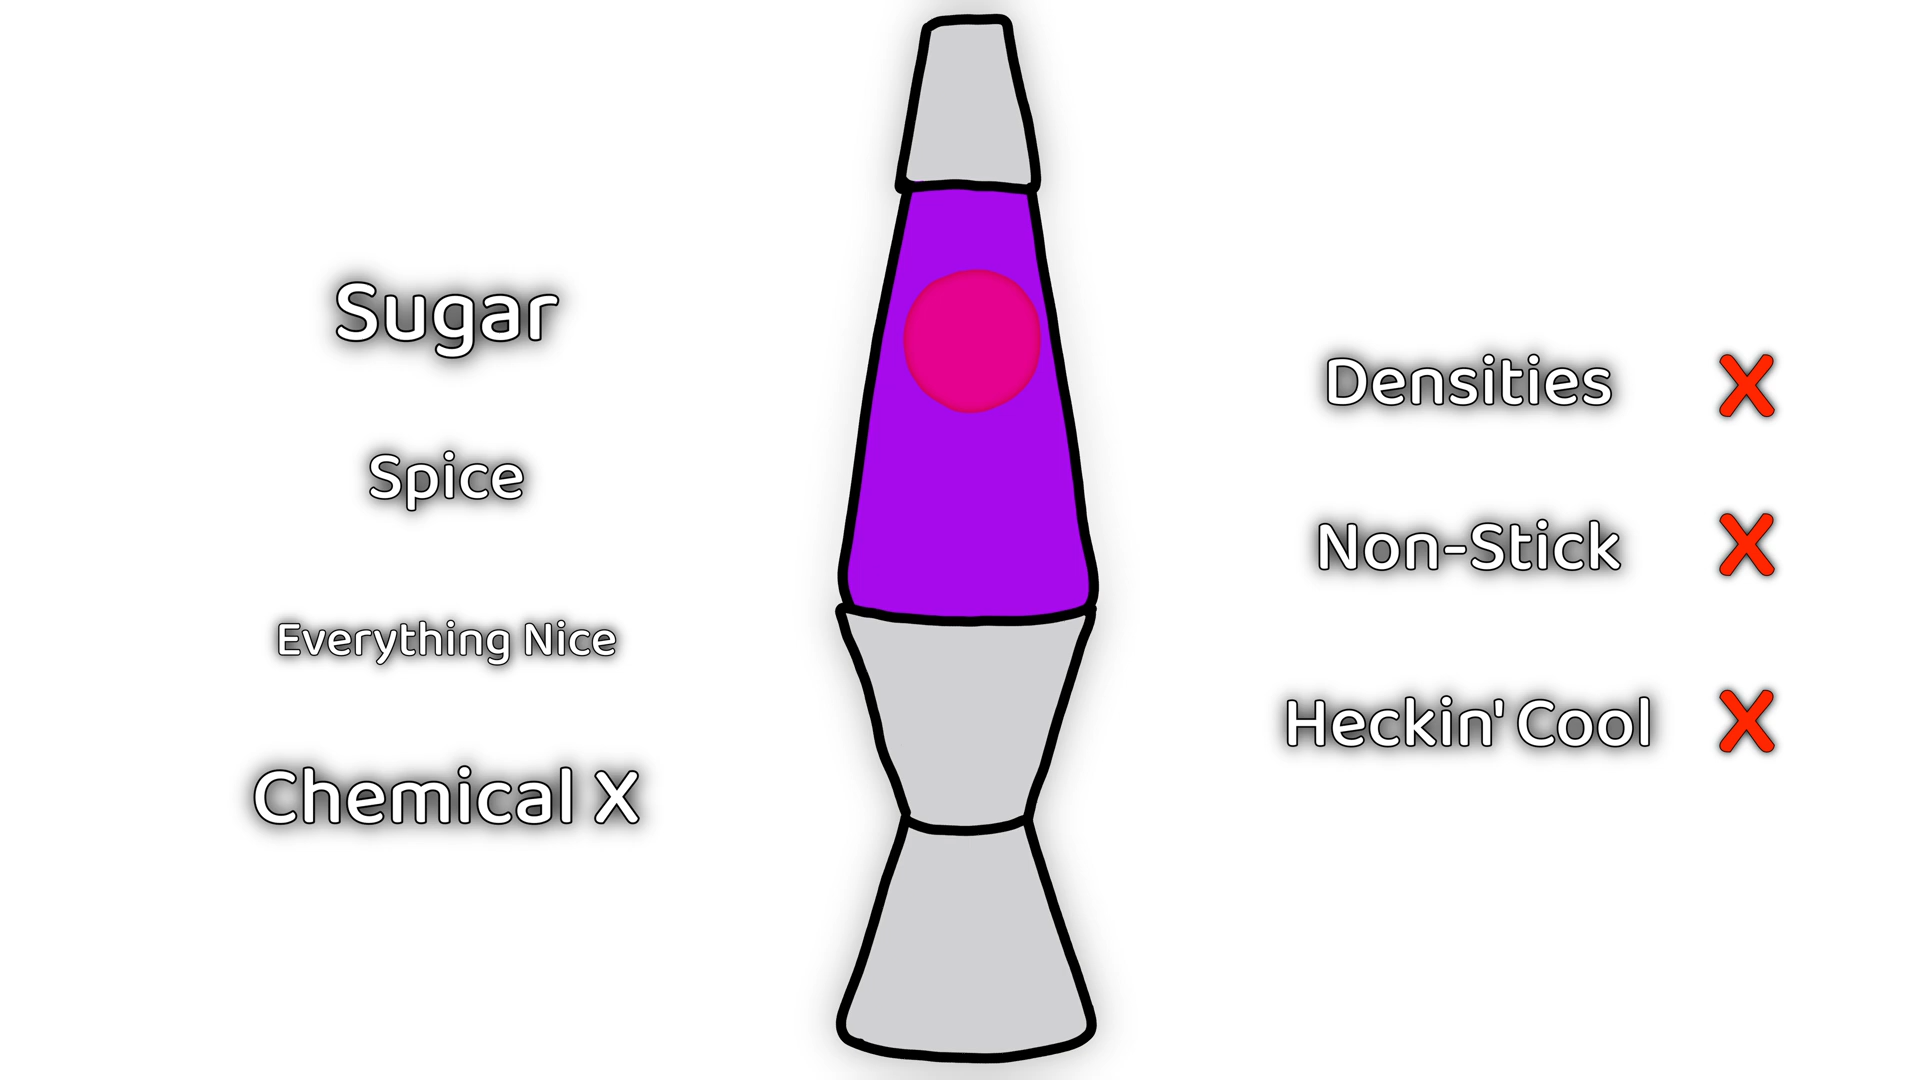 Sugar
Spice
Everything Nice
Chemical X
Densities
Non-Stick
Heckin' Cool